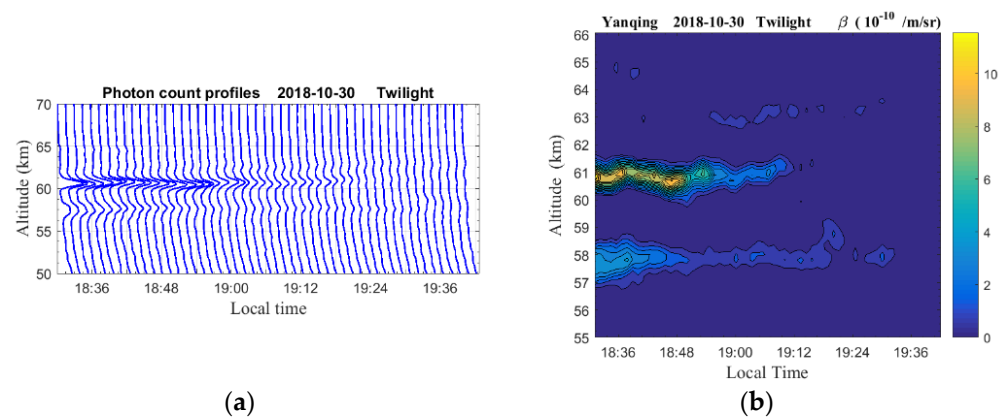 Photon count profiles 2018-10-30 Twilight
Altitude (km)
70
65
60
55
50
18:36 18:48 19:00 19:12 19:24 19:36
Local time
(a)
Yanqing 2018-10-30 Twilight β (10⁻¹⁰ /m/sr)
Altitude (km)
66
65
64
63
62
61
60
59
58
57
56
55
18:36 18:48 19:00 19:12 19:24 19:36
Local Time
10
8
6
4
2
0
(b)